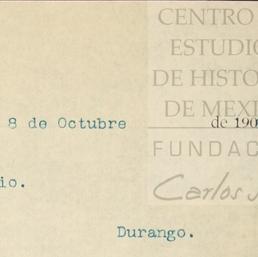 CENTRO
ESTUDIO
DE HISTO
DE MEXI
8 de Octubre de 190
FUNDAC
Carlos
io.
Durango.